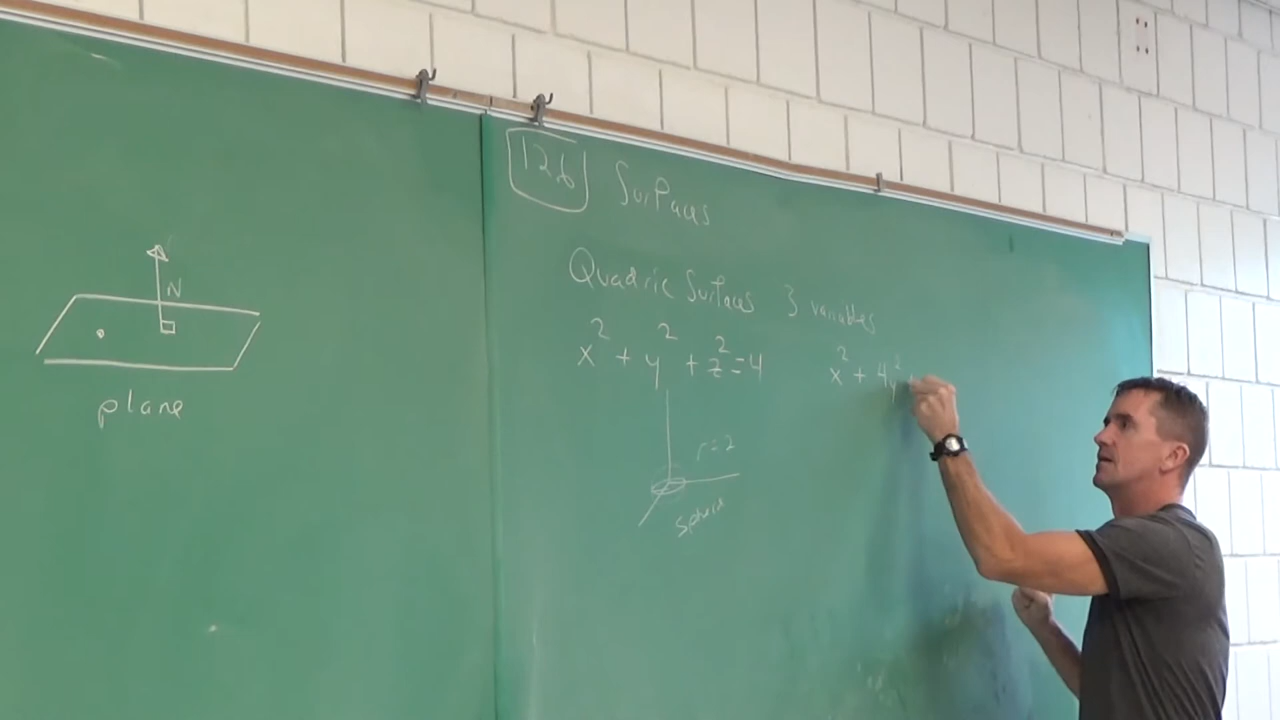 12.6 Surfaces
Quadric Surfaces 3 variables
x² + y² + z² = 4
x² + 4y² +
r = 2
sphere
N
plane